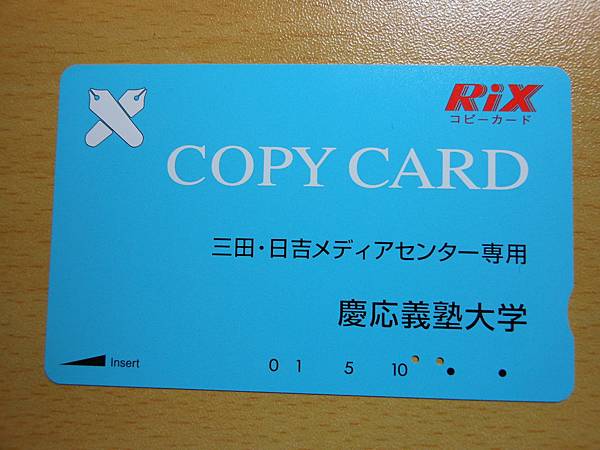 RiX
コピーカード
COPY CARD
三田・日吉メディアセンター専用
慶応義塾大学
Insert 0 1 5 10